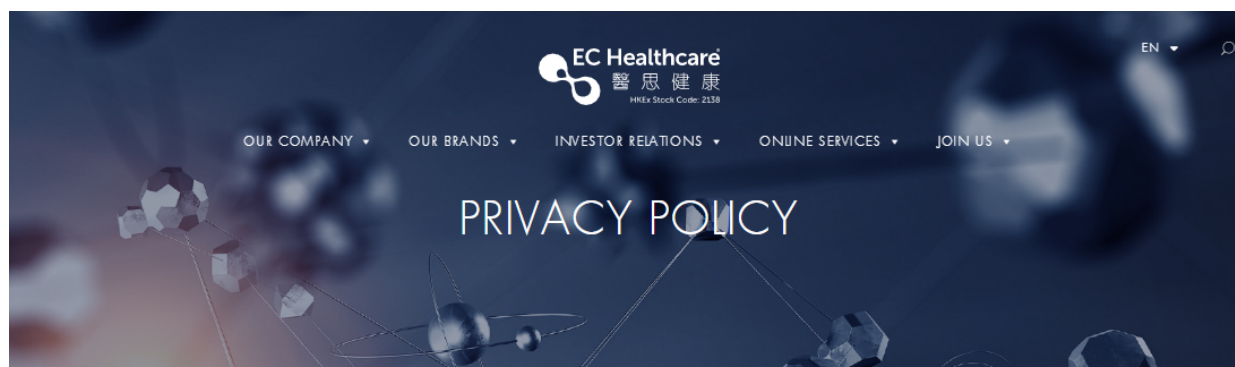 EC Healthcare
醫思健康
HKEx Stock Code: 2138
EN
OUR COMPANY
OUR BRANDS
INVESTOR RELATIONS
ONLINE SERVICES
JOIN US
PRIVACY POLICY